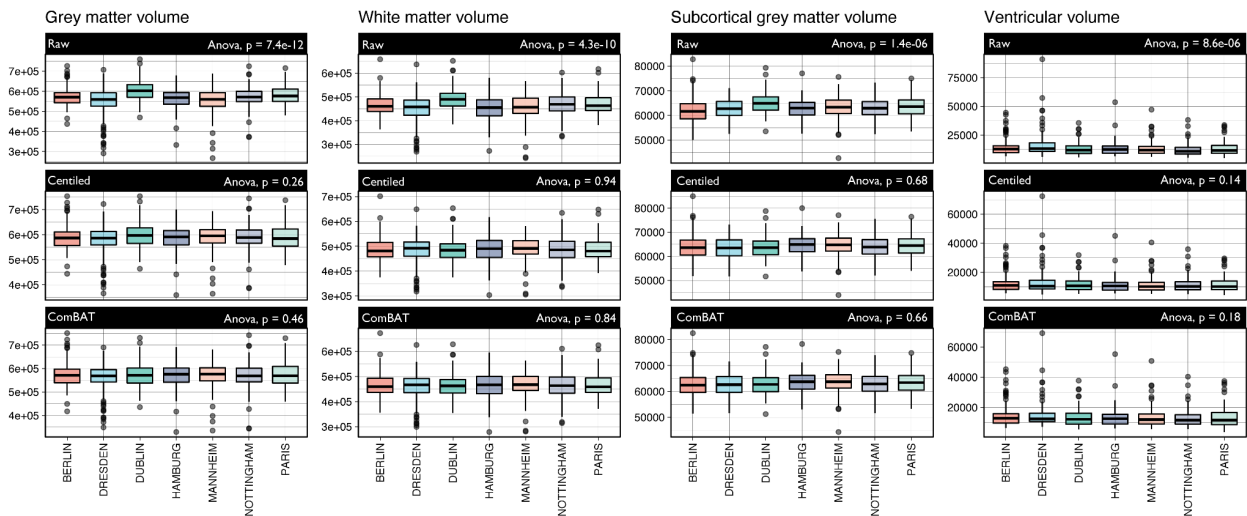 Grey matter volume
Raw Anova, p = 7.4e-12
7e+05
6e+05
5e+05
4e+05
3e+05
Centiled Anova, p = 0.26
7e+05
6e+05
5e+05
4e+05
ComBAT Anova, p = 0.46
7e+05
6e+05
5e+05
4e+05
BERLIN
DRESDEN
DUBLIN
HAMBURG
MANNHEIM
NOTTINGHAM
PARIS
White matter volume
Raw Anova, p = 4.3e-10
6e+05
5e+05
4e+05
3e+05
Centiled Anova, p = 0.94
7e+05
6e+05
5e+05
4e+05
3e+05
ComBAT Anova, p = 0.84
6e+05
5e+05
4e+05
3e+05
BERLIN
DRESDEN
DUBLIN
HAMBURG
MANNHEIM
NOTTINGHAM
PARIS
Subcortical grey matter volume
Raw Anova, p = 1.4e-06
80000
70000
60000
50000
Centiled Anova, p = 0.68
80000
70000
60000
50000
ComBAT Anova, p = 0.66
80000
70000
60000
50000
BERLIN
DRESDEN
DUBLIN
HAMBURG
MANNHEIM
NOTTINGHAM
PARIS
Ventricular volume
Raw Anova, p = 8.6e-06
75000
50000
25000
Centiled Anova, p = 0.14
60000
40000
20000
ComBAT Anova, p = 0.18
60000
40000
20000
BERLIN
DRESDEN
DUBLIN
HAMBURG
MANNHEIM
NOTTINGHAM
PARIS